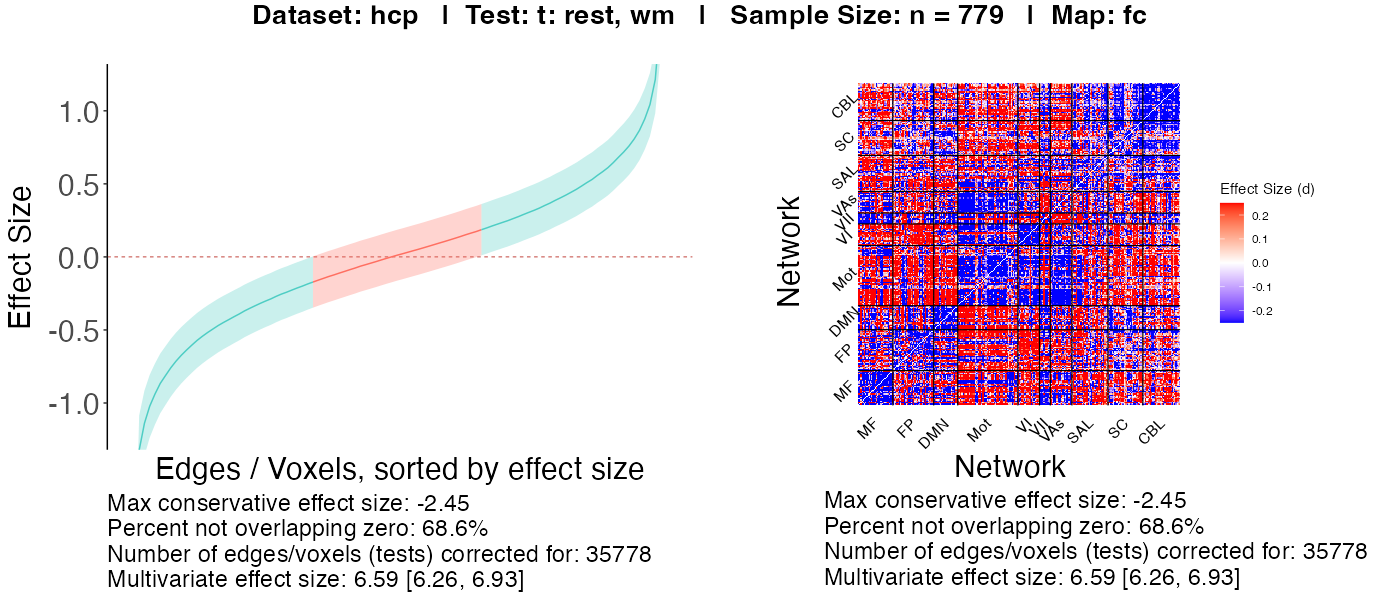 Dataset: hcp | Test: t: rest, wm | Sample Size: n = 779 | Map: fc
Effect Size
1.0
0.5
0.0
-0.5
-1.0
Edges / Voxels, sorted by effect size
Max conservative effect size: -2.45
Percent not overlapping zero: 68.6%
Number of edges/voxels (tests) corrected for: 35778
Multivariate effect size: 6.59 [6.26, 6.93]
Network
CBL
SC
SAL
VAs
VII
VI
Mot
DMN
FP
MF
MF
FP
DMN
Mot
VI
VII
VAs
SAL
SC
CBL
Network
Effect Size (d)
0.2
0.1
0.0
-0.1
-0.2
Max conservative effect size: -2.45
Percent not overlapping zero: 68.6%
Number of edges/voxels (tests) corrected for: 35778
Multivariate effect size: 6.59 [6.26, 6.93]